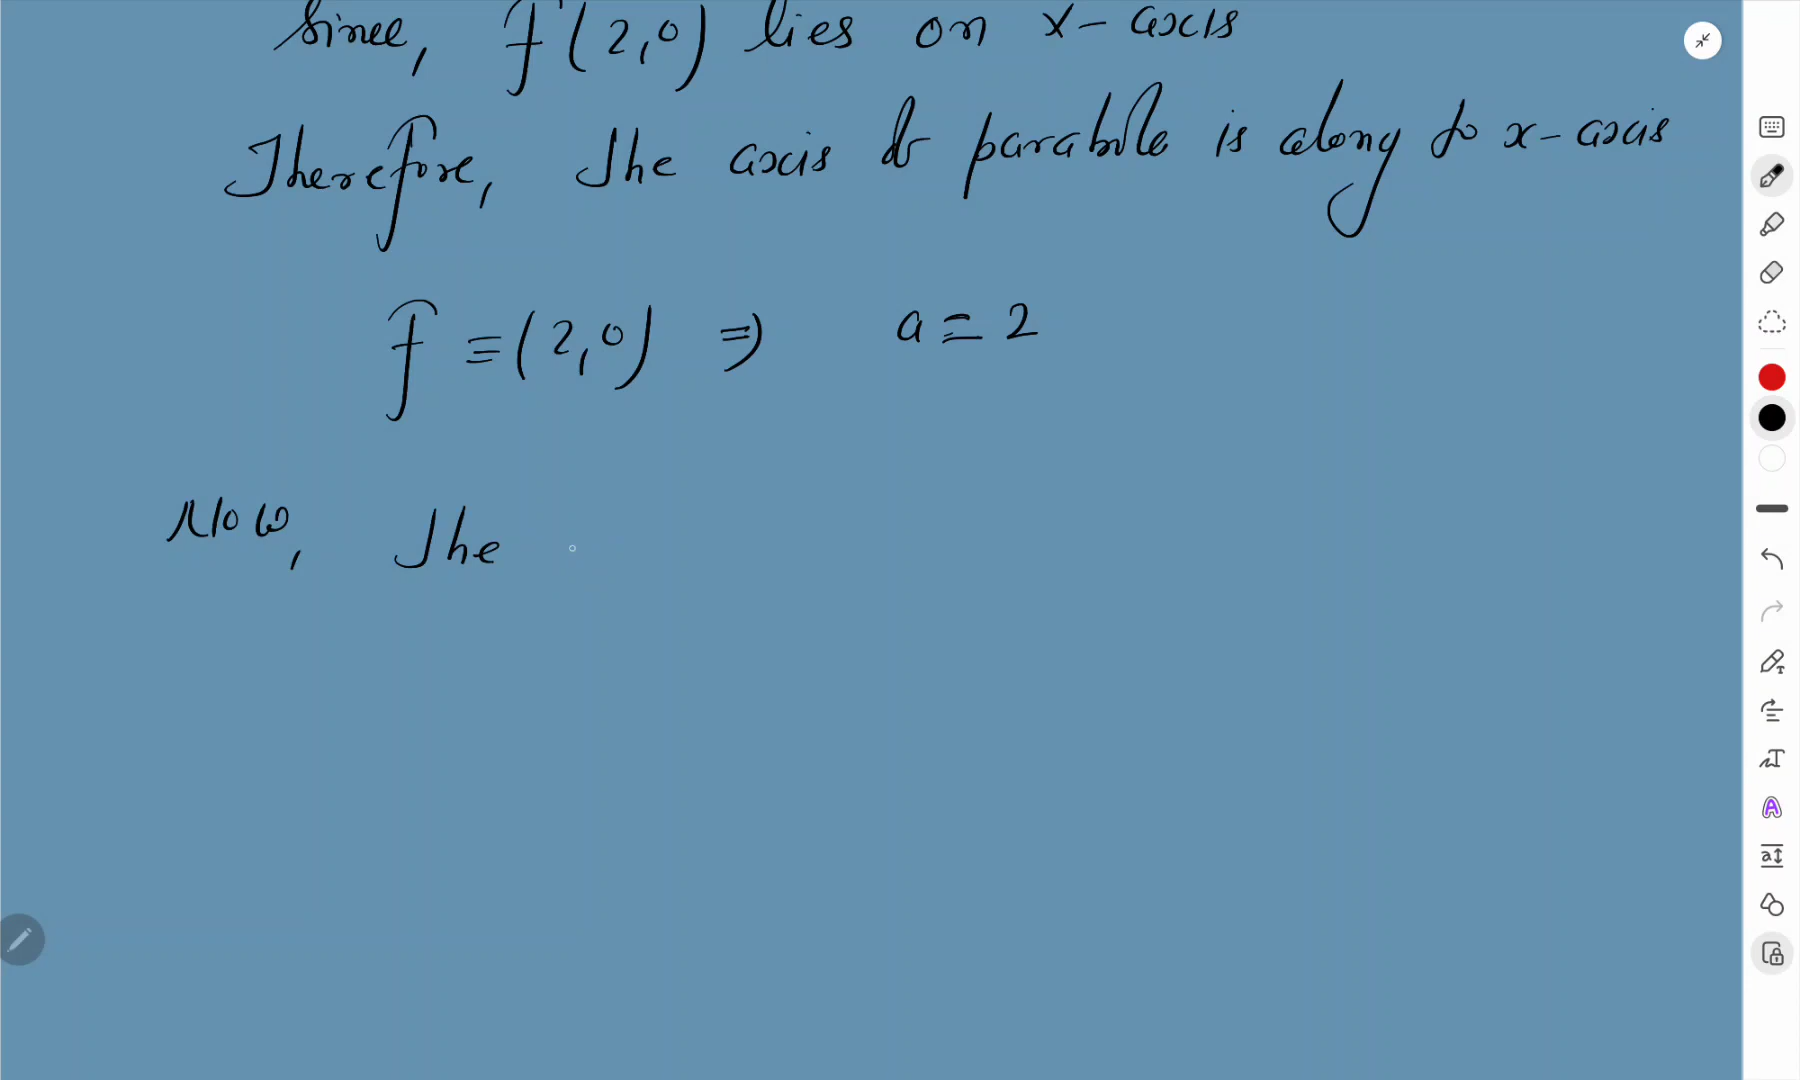 Since, F(2,0) lies on x-axis
Therefore, The axis of parabola is along to x-axis
F ≡ (2,0) ⇒ a = 2
Now, The